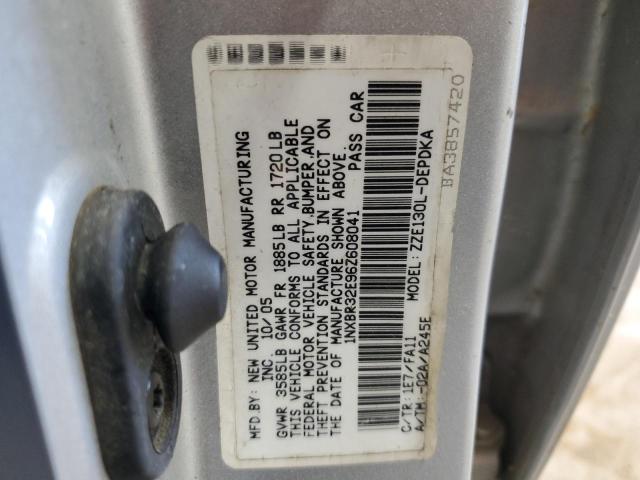 MFD.BY: NEW UNITED MOTOR MANUFACTURING
INC 10/05
GVWR 3585LB GAWR FR 1885LB RR 1720LB
THIS VEHICLE CONFORMS TO ALL APPLICABLE
FEDERAL MOTOR VEHICLE SAFETY,BUMPER,AND
THEFT PREVENTION STANDARDS IN EFFECT ON
THE DATE OF MANUFACTURE SHOWN ABOVE.
1NXBR32E96Z608041 PASS CAR
MODEL: ZZE130L-DEPDKA
C/TR: 1E7/FA11
A/TM: -02A/A245E
BA3857420